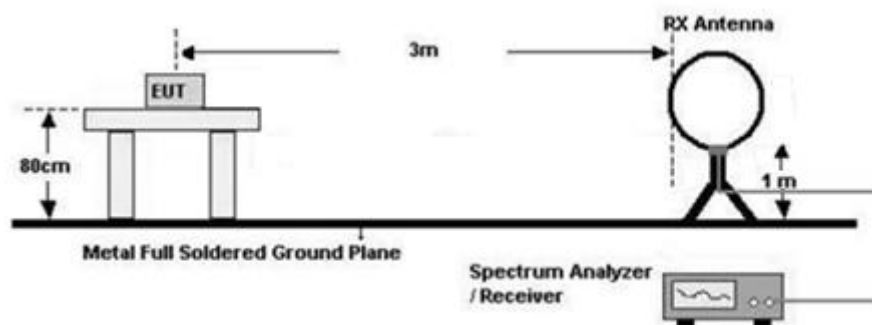 RX Antenna
3m
EUT
80cm
1 m
Metal Full Soldered Ground Plane
Spectrum Analyzer
/ Receiver